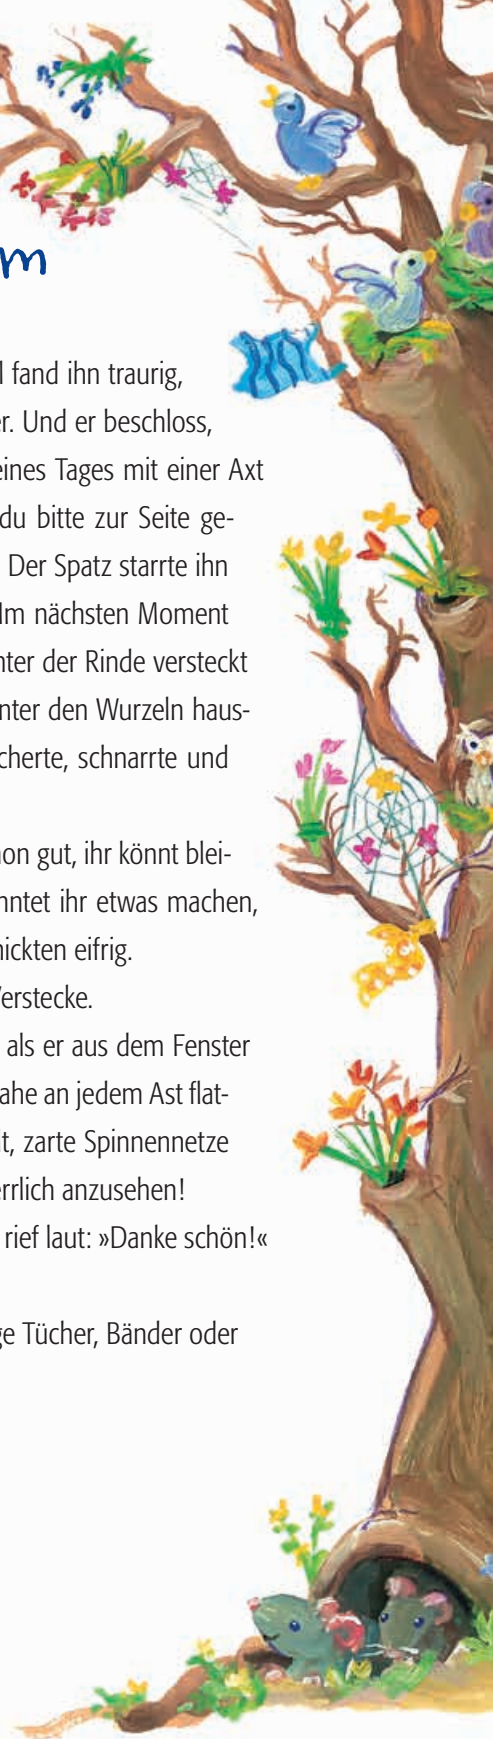 m
l fand ihn traurig,
er. Und er beschloss,
eines Tages mit einer Axt
du bitte zur Seite ge-
Der Spatz starrte ihn
Im nächsten Moment
nter der Rinde versteckt
nter den Wurzeln haus-
cherte, schnarrte und
on gut, ihr könnt blei-
nntet ihr etwas machen,
nickten eifrig.
Verstecke.
als er aus dem Fenster
ahe an jedem Ast flat-
t, zarte Spinnennetze
errlich anzusehen!
rief laut: »Danke schön!«
ge Tücher, Bänder oder